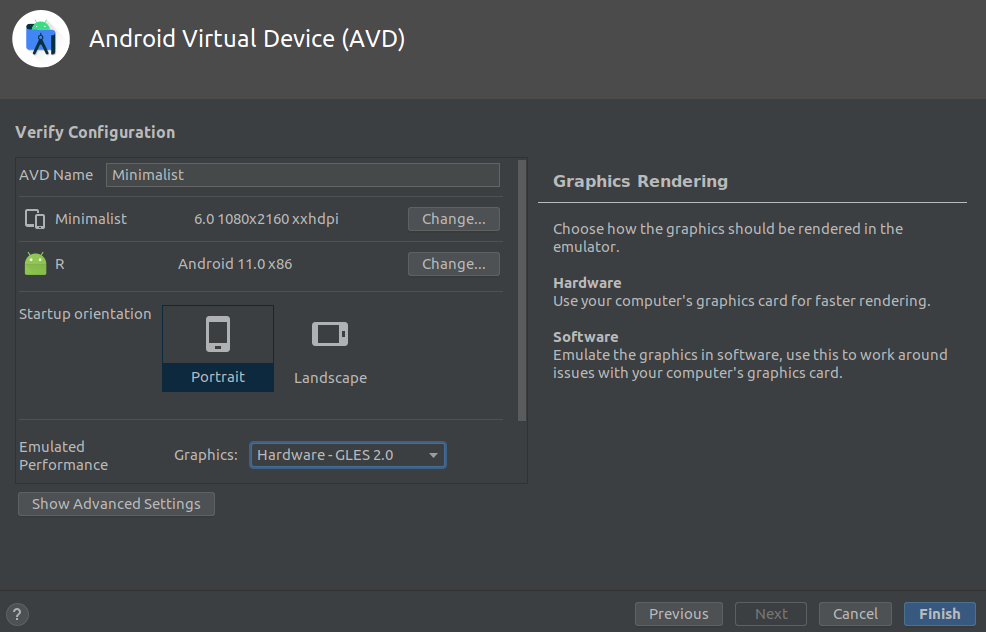 Android Virtual Device (AVD)
Verify Configuration
AVD Name Minimalist
Minimalist 6.0 1080x2160 xxhdpi Change...
R Android 11.0 x86 Change...
Startup orientation
Portrait
Landscape
Emulated
Performance
Graphics: Hardware - GLES 2.0
Show Advanced Settings
Graphics Rendering
Choose how the graphics should be rendered in the
emulator.
Hardware
Use your computer's graphics card for faster rendering.
Software
Emulate the graphics in software, use this to work around
issues with your computer's graphics card.
? Previous Next Cancel Finish